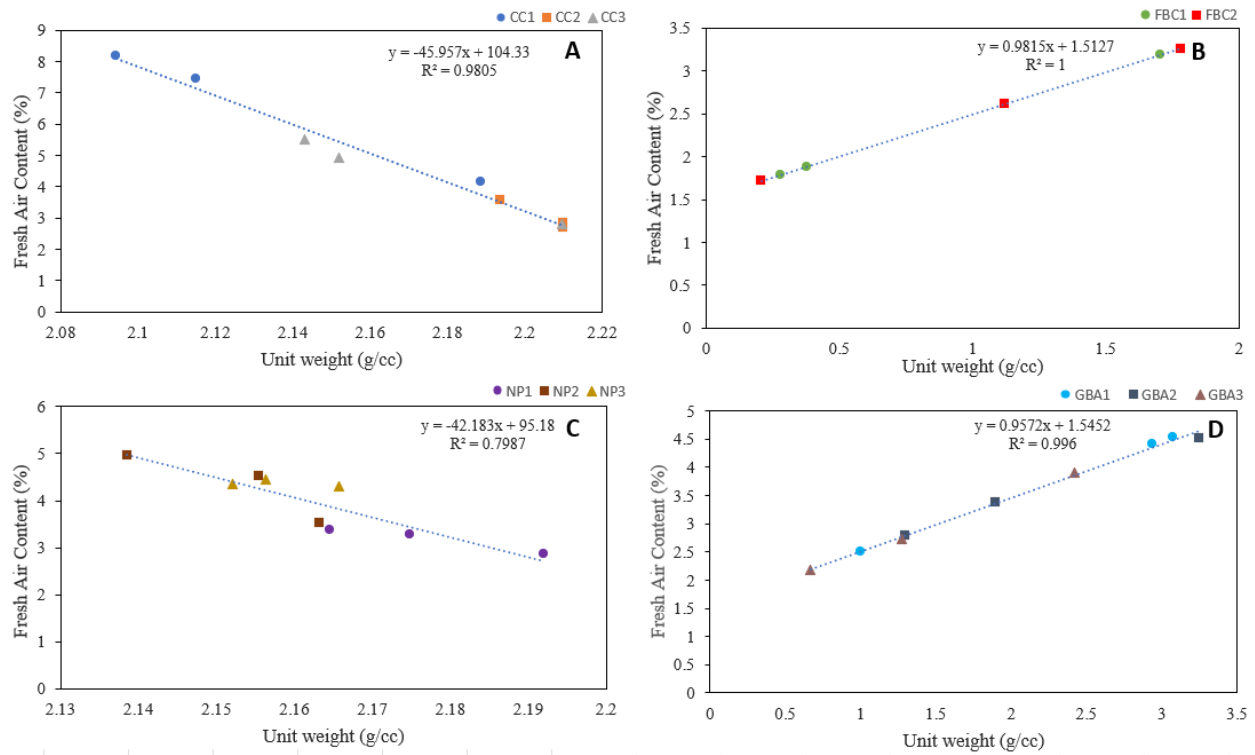 CC1 CC2 CC3
A
y = -45.957x + 104.33
R² = 0.9805
Fresh Air Content (%)
9
8
7
6
5
4
3
2
1
0
2.08 2.1 2.12 2.14 2.16 2.18 2.2 2.22
Unit weight (g/cc)
FBC1 FBC2
B
y = 0.9815x + 1.5127
R² = 1
Fresh Air Content (%)
3.5
3
2.5
2
1.5
1
0.5
0
0 0.5 1 1.5 2
Unit weight (g/cc)
NP1 NP2 NP3
C
y = -42.183x + 95.18
R² = 0.7987
Fresh Air Content (%)
6
5
4
3
2
1
0
2.13 2.14 2.15 2.16 2.17 2.18 2.19 2.2
Unit weight (g/cc)
GBA1 GBA2 GBA3
D
y = 0.9572x + 1.5452
R² = 0.996
Fresh Air Content (%)
5
4.5
4
3.5
3
2.5
2
1.5
1
0.5
0
0 0.5 1 1.5 2 2.5 3 3.5
Unit weight (g/cc)